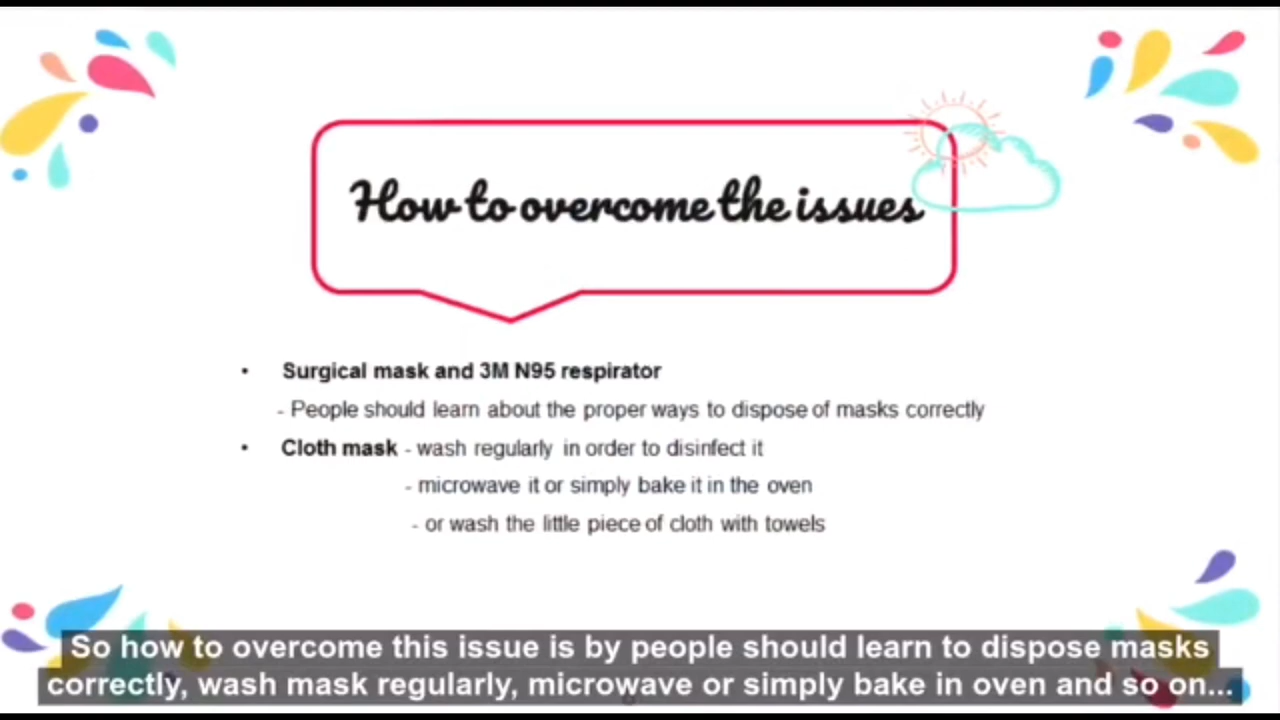 How to overcome the issues
• Surgical mask and 3M N95 respirator
- People should learn about the proper ways to dispose of masks correctly
• Cloth mask - wash regularly in order to disinfect it
- microwave it or simply bake it in the oven
- or wash the little piece of cloth with towels
So how to overcome this issue is by people should learn to dispose masks
correctly, wash mask regularly, microwave or simply bake in oven and so on...